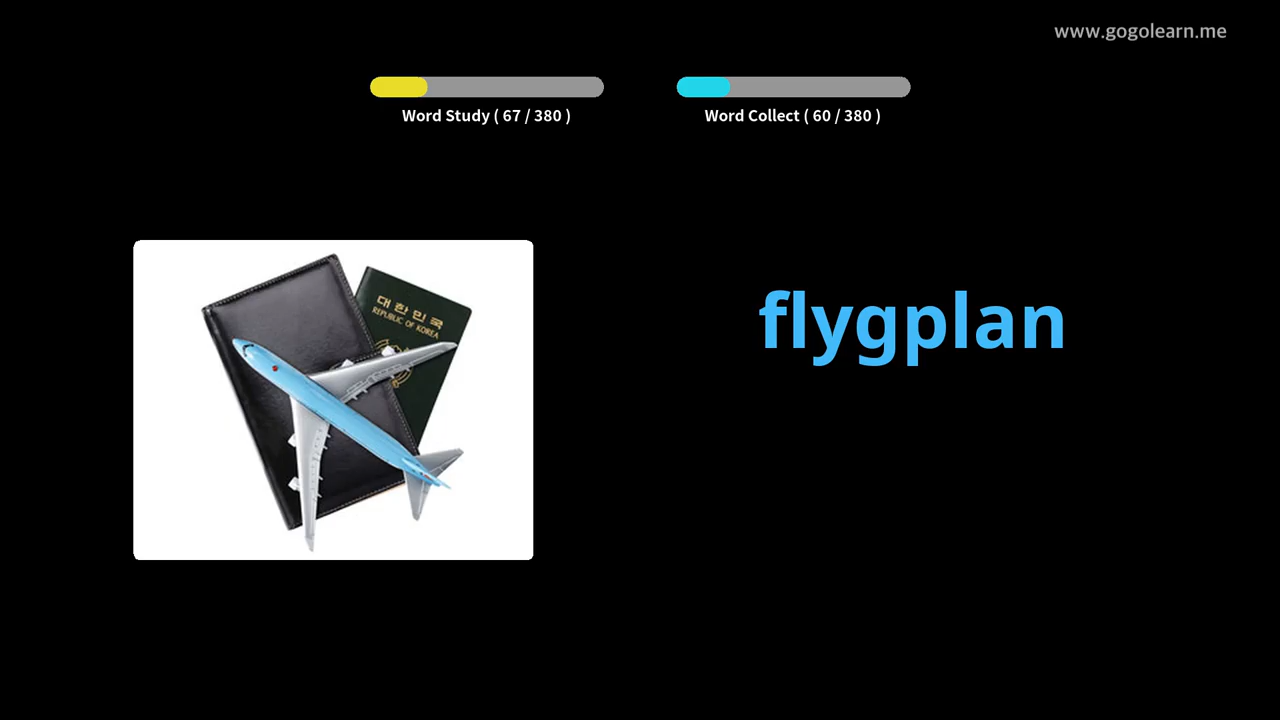 www.gogolearn.me
Word Study ( 67 / 380 )
Word Collect ( 60 / 380 )
대한민국
REPUBLIC OF KOREA
flygplan